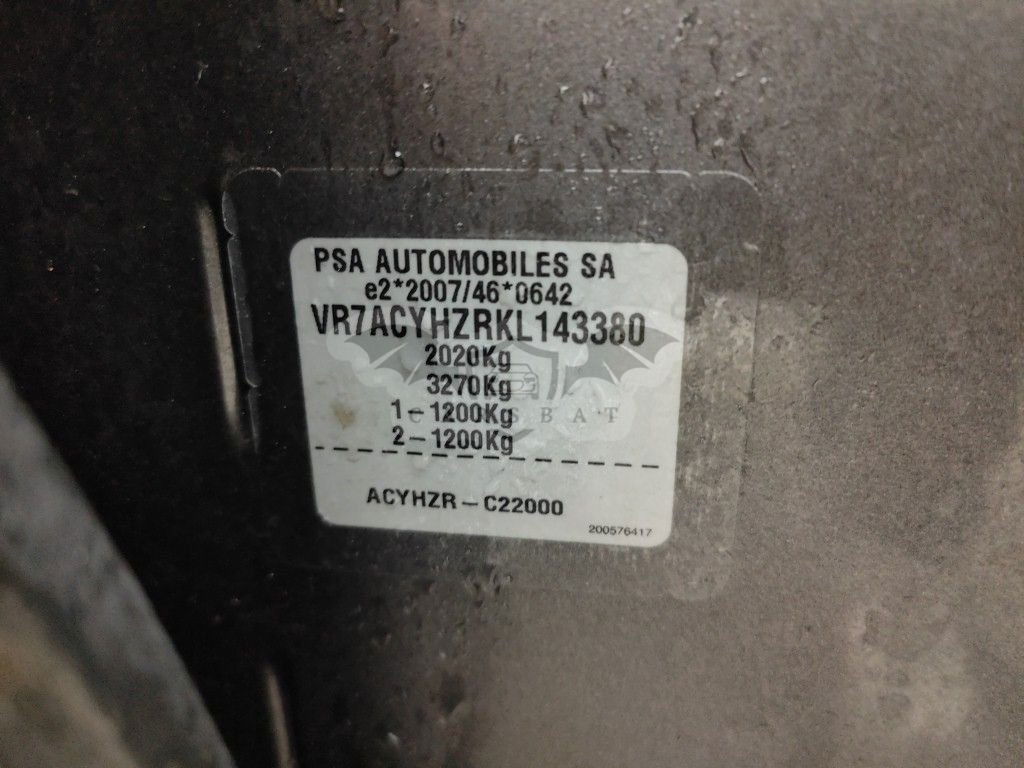 PSA AUTOMOBILES SA
e2*2007/46*0642
VR7ACYHZRKL143380
2020Kg
3270Kg
1-1200Kg
2-1200Kg
ACYHZR-C22000
200576417